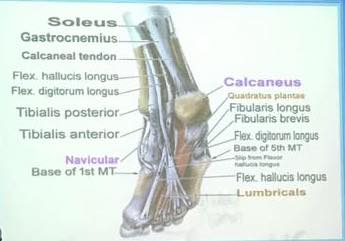 Soleus
Gastrocnemius
Calcaneal tendon
Flex. hallucis longus
Flex. digitorum longus
Tibialis posterior
Tibialis anterior
Navicular
Base of 1st MT
Calcaneus
Quadratus plantae
Fibularis longus
Fibularis brevis
Flex. digitorum longus
Base of 5th MT
Slip from Flexor
hallucis longus
Flex. hallucis longus
Lumbricals